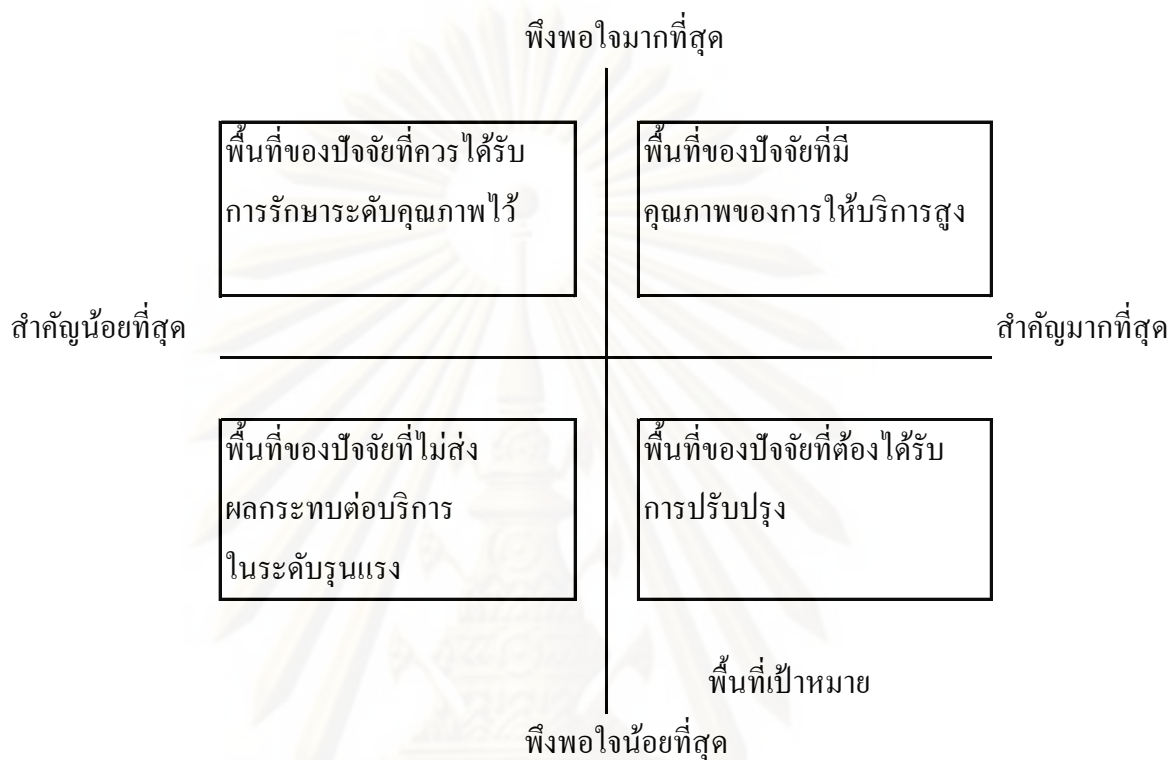 พึงพอใจมากที่สุด
พื้นที่ของปัจจัยที่ควรได้รับ
การรักษาระดับคุณภาพไว้
พื้นที่ของปัจจัยที่มี
คุณภาพของการให้บริการสูง
สำคัญน้อยที่สุด
สำคัญมากที่สุด
พื้นที่ของปัจจัยที่ไม่ส่ง
ผลกระทบต่อบริการ
ในระดับรุนแรง
พื้นที่ของปัจจัยที่ต้องได้รับ
การปรับปรุง
พื้นที่เป้าหมาย
พึงพอใจน้อยที่สุด